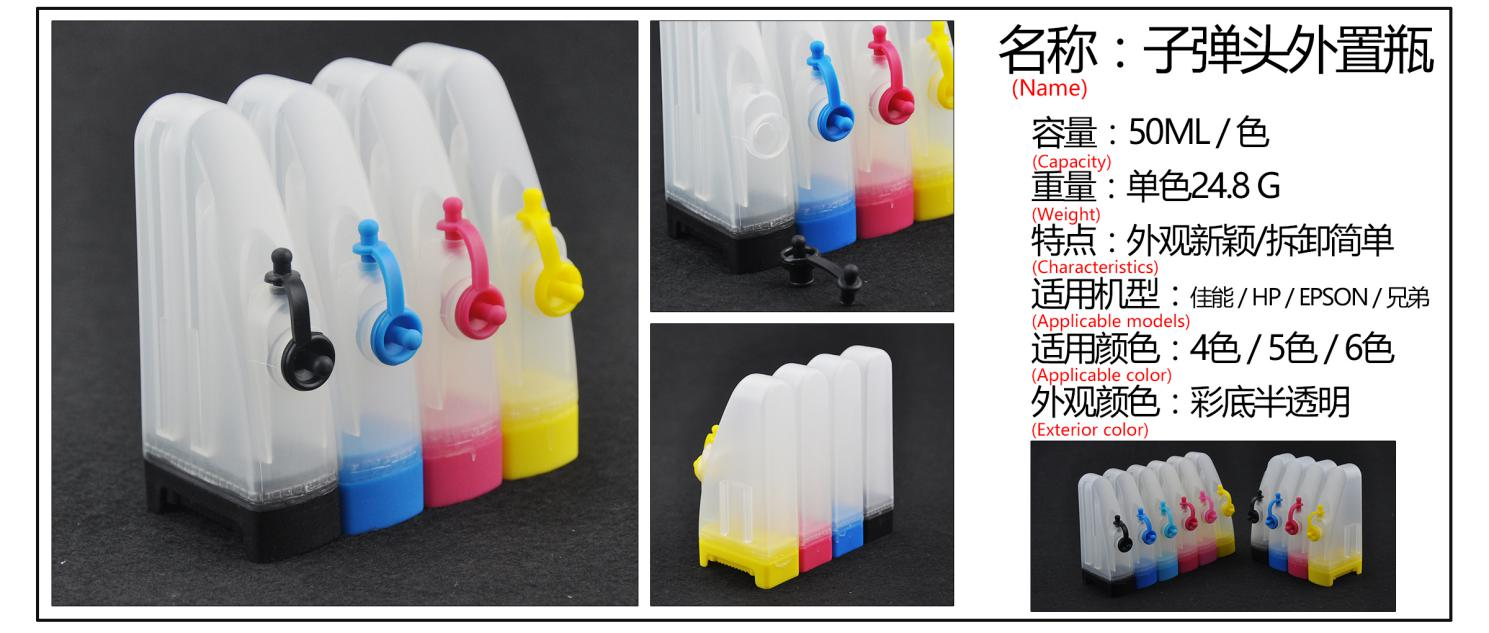 名称：子弹头外置瓶
(Name)
容量：50ML / 色
(Capacity)
重量：单色24.8 G
(Weight)
特点：外观新颖/拆卸简单
(Characteristics)
适用机型：佳能 / HP / EPSON / 兄弟
(Applicable models)
适用颜色：4色 / 5色 / 6色
(Applicable color)
外观颜色：彩底半透明
(Exterior color)